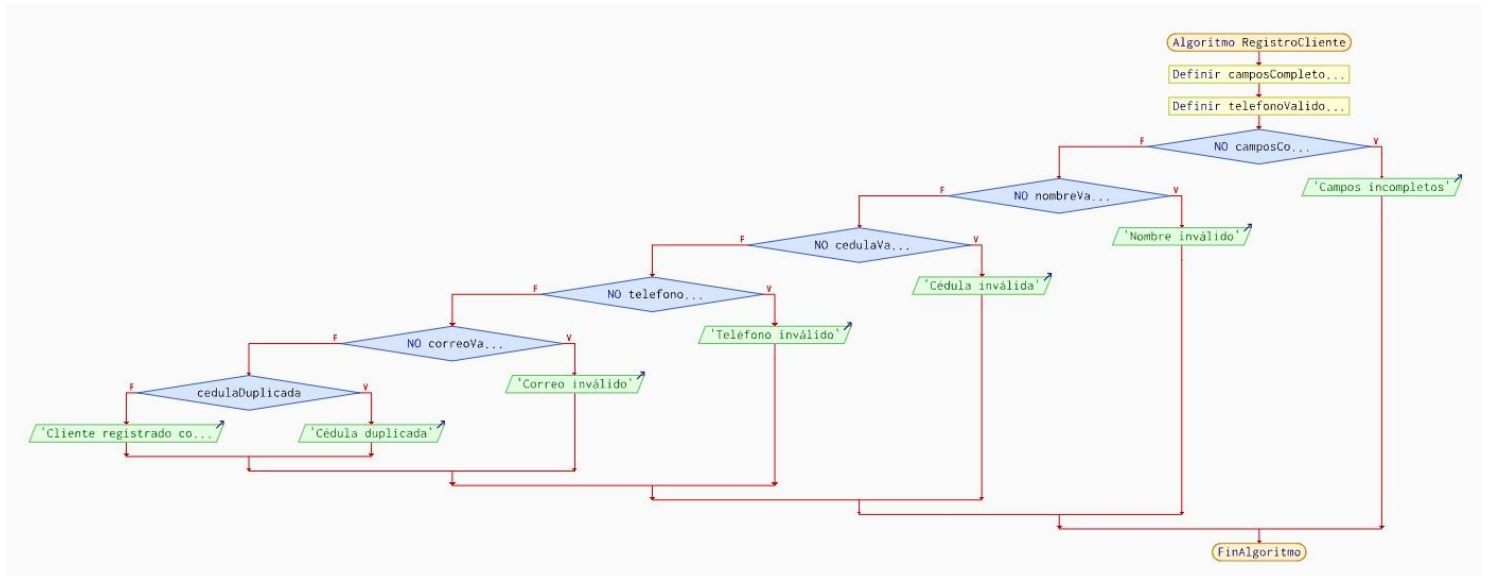 Algoritmo RegistroCliente
Definir camposCompleto...
Definir telefonoValido...
F
NO camposCo...
V
'Campos incompletos'
F
NO nombreVa...
V
'Nombre inválido'
F
NO cedulaVa...
V
'Cédula inválida'
F
NO telefono...
V
'Teléfono inválido'
F
NO correoVa...
V
'Correo inválido'
F
cedulaDuplicada
V
'Cliente registrado co...
'Cédula duplicada'
FinAlgoritmo